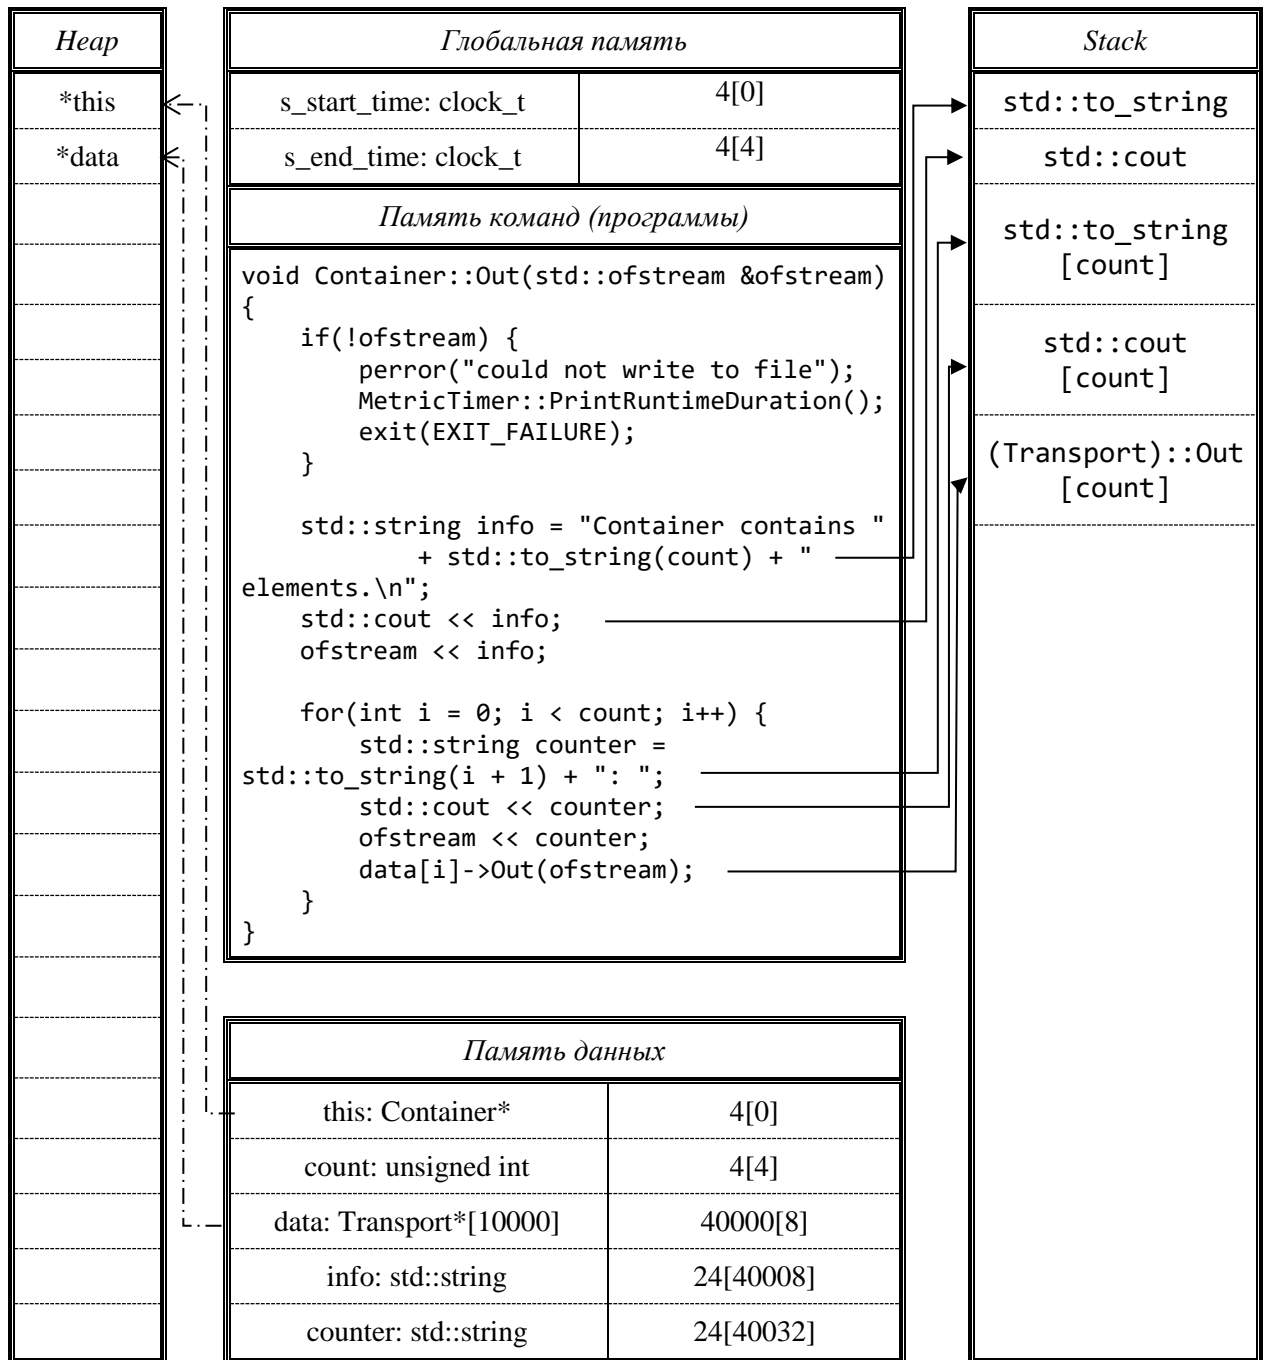 Heap
*this
*data
Глобальная память
s_start_time: clock_t 4[0]
s_end_time: clock_t 4[4]
Память команд (программы)
void Container::Out(std::ofstream &ofstream)
{
    if(!ofstream) {
        perror("could not write to file");
        MetricTimer::PrintRuntimeDuration();
        exit(EXIT_FAILURE);
    }
    std::string info = "Container contains "
            + std::to_string(count) + "
elements.\n";
    std::cout << info;
    ofstream << info;
    for(int i = 0; i < count; i++) {
        std::string counter =
std::to_string(i + 1) + ": ";
        std::cout << counter;
        ofstream << counter;
        data[i]->Out(ofstream);
    }
}
Память данных
this: Container* 4[0]
count: unsigned int 4[4]
data: Transport*[10000] 40000[8]
info: std::string 24[40008]
counter: std::string 24[40032]
Stack
std::to_string
std::cout
std::to_string
[count]
std::cout
[count]
(Transport)::Out
[count]